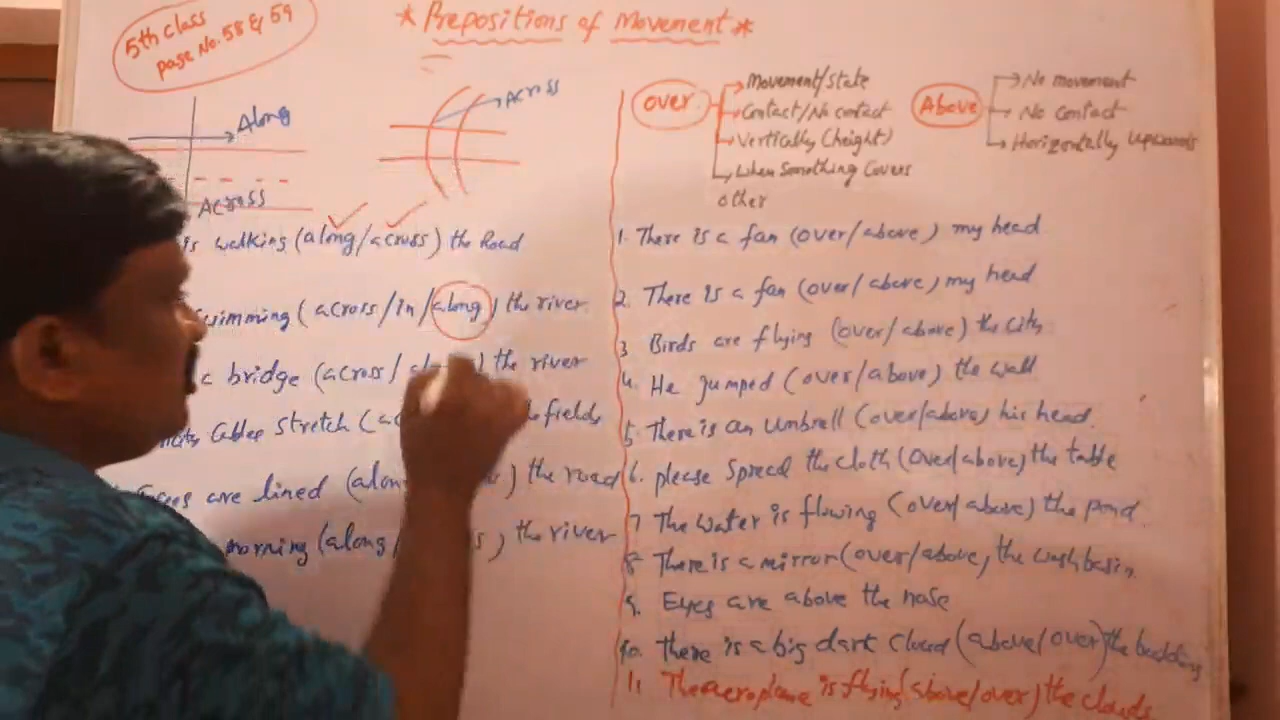 5th class
page No. 58 & 59
* Prepositions of Movement *
Along
Across
Across
is walking (along/across) the Road
Swimming (across/in/along) the river
a bridge (across/ the river
Cables Stretch ( fields
are lined (along the road
morning (along/ ) the river
over
Movement/State
Contact/No contact
Vertically (height)
When Something Covers
other
Above
No movement
No contact
Horizontally upwards
1. There is a fan (over/above) my head
2. There is a fan (over/above) my head
3 Birds are flying (over/above) the city
4. He jumped (over/above) the wall
5. There is an Umbrell (over/above) his head.
6. please Spread the cloth (over/above) the table
7 The water is flowing (over/above) the pond.
8 There is a mirror (over/above, the wash basin.
9. Eyes are above the nose
10. there is a big dark cloud (above/over) the building
11. The aeroplane is flying (above/over) the clouds